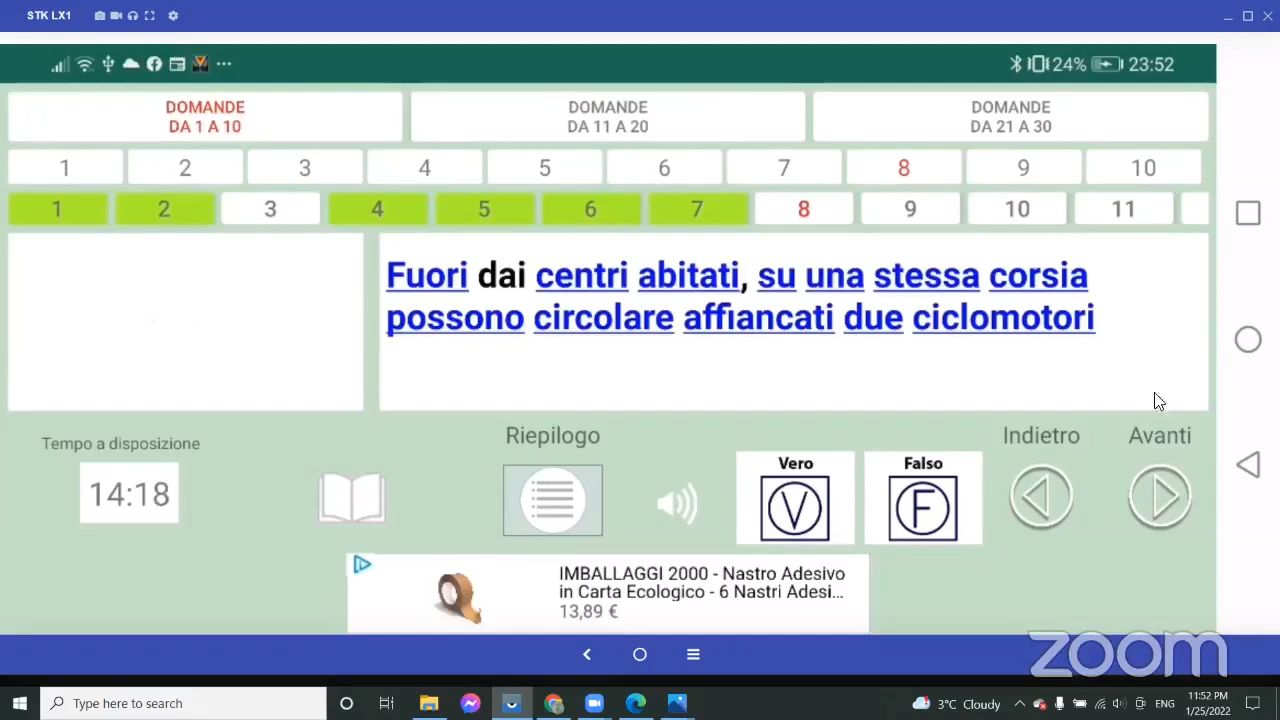 STK LX1
24% 23:52
DOMANDE
DA 1 A 10
DOMANDE
DA 11 A 20
DOMANDE
DA 21 A 30
1 2 3 4 5 6 7 8 9 10
1 2 3 4 5 6 7 8 9 10 11
Fuori dai centri abitati, su una stessa corsia
possono circolare affiancati due ciclomotori
Tempo a disposizione
14:18
Riepilogo
Vero
V
Falso
F
Indietro
Avanti
IMBALLAGGI 2000 - Nastro Adesivo
in Carta Ecologico - 6 Nastri Adesi...
13,89 €
zoom
Type here to search
3°C Cloudy
ENG
11:52 PM
1/25/2022